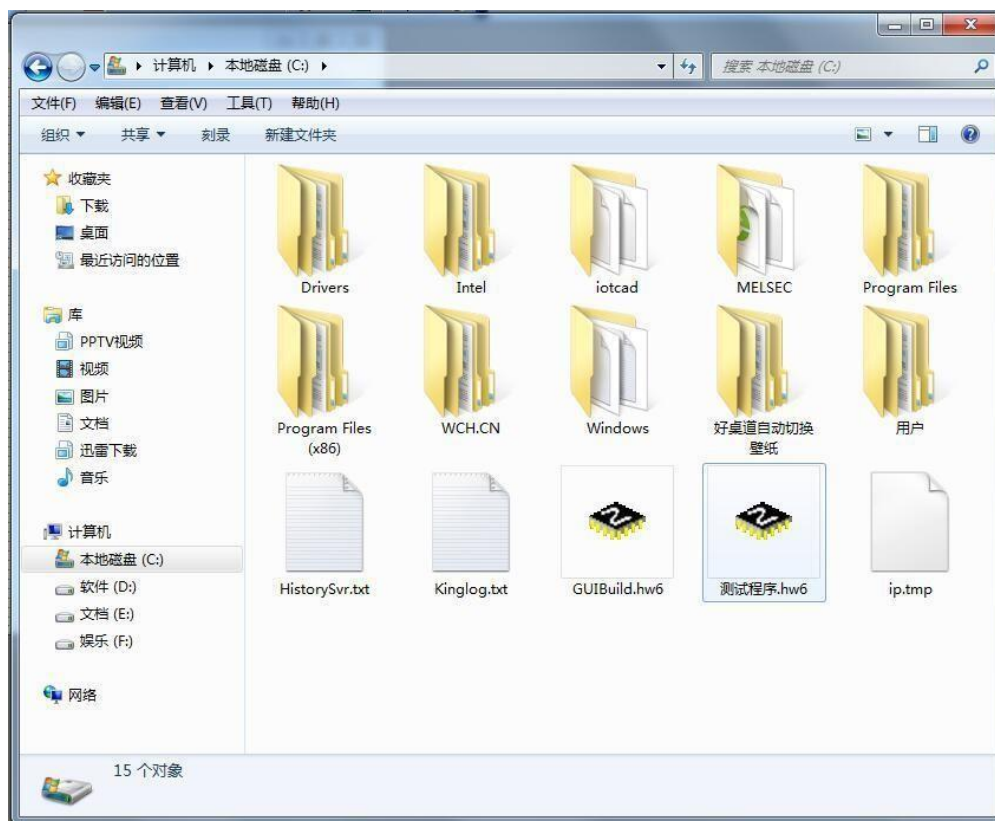 计算机 本地磁盘 (C:)
搜索 本地磁盘 (C:)
文件(F) 编辑(E) 查看(V) 工具(T) 帮助(H)
组织 共享 刻录 新建文件夹
收藏夹
下载
桌面
最近访问的位置
库
PPTV视频
视频
图片
文档
迅雷下载
音乐
计算机
本地磁盘 (C:)
软件 (D:)
文档 (E:)
娱乐 (F:)
网络
Drivers
Intel
iotcad
MELSEC
Program Files
Program Files
(x86)
WCH.CN
Windows
好桌道自动切换
壁纸
用户
HistorySvr.txt
Kinglog.txt
GUIBuild.hw6
测试程序.hw6
ip.tmp
15 个对象